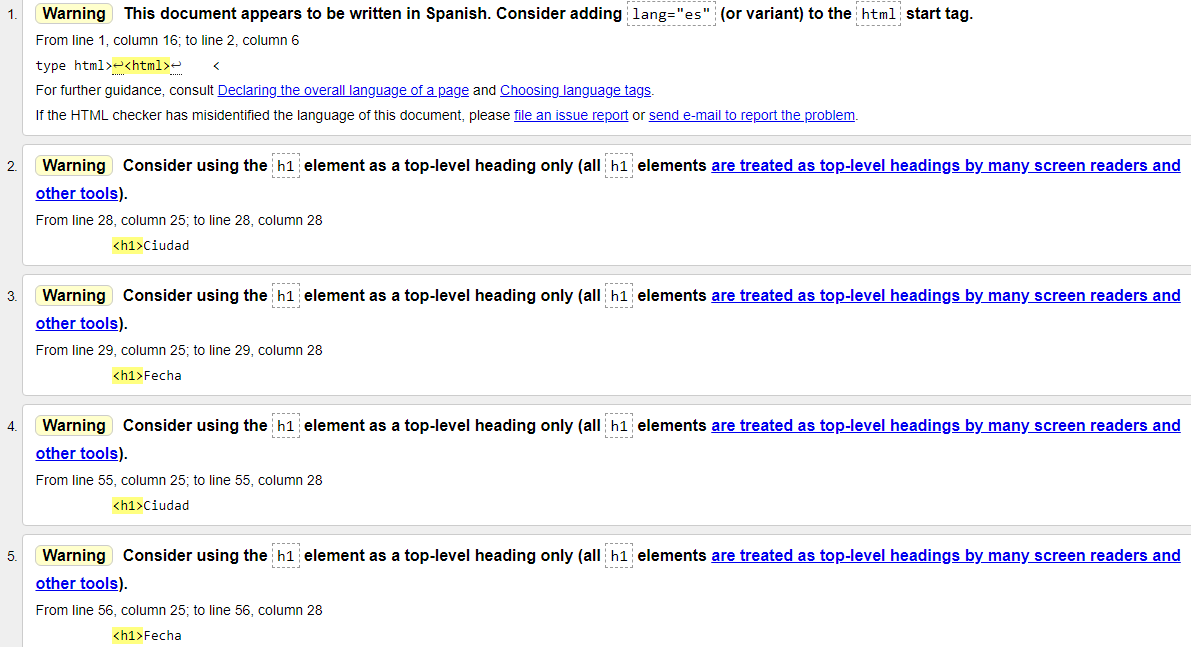 1. Warning This document appears to be written in Spanish. Consider adding lang="es" (or variant) to the html start tag.
From line 1, column 16; to line 2, column 6
type html>↩<html>↩    <
For further guidance, consult Declaring the overall language of a page and Choosing language tags.
If the HTML checker has misidentified the language of this document, please file an issue report or send e-mail to report the problem.
2. Warning Consider using the h1 element as a top-level heading only (all h1 elements are treated as top-level headings by many screen readers and
other tools).
From line 28, column 25; to line 28, column 28
<h1>Ciudad
3. Warning Consider using the h1 element as a top-level heading only (all h1 elements are treated as top-level headings by many screen readers and
other tools).
From line 29, column 25; to line 29, column 28
<h1>Fecha
4. Warning Consider using the h1 element as a top-level heading only (all h1 elements are treated as top-level headings by many screen readers and
other tools).
From line 55, column 25; to line 55, column 28
<h1>Ciudad
5. Warning Consider using the h1 element as a top-level heading only (all h1 elements are treated as top-level headings by many screen readers and
other tools).
From line 56, column 25; to line 56, column 28
<h1>Fecha